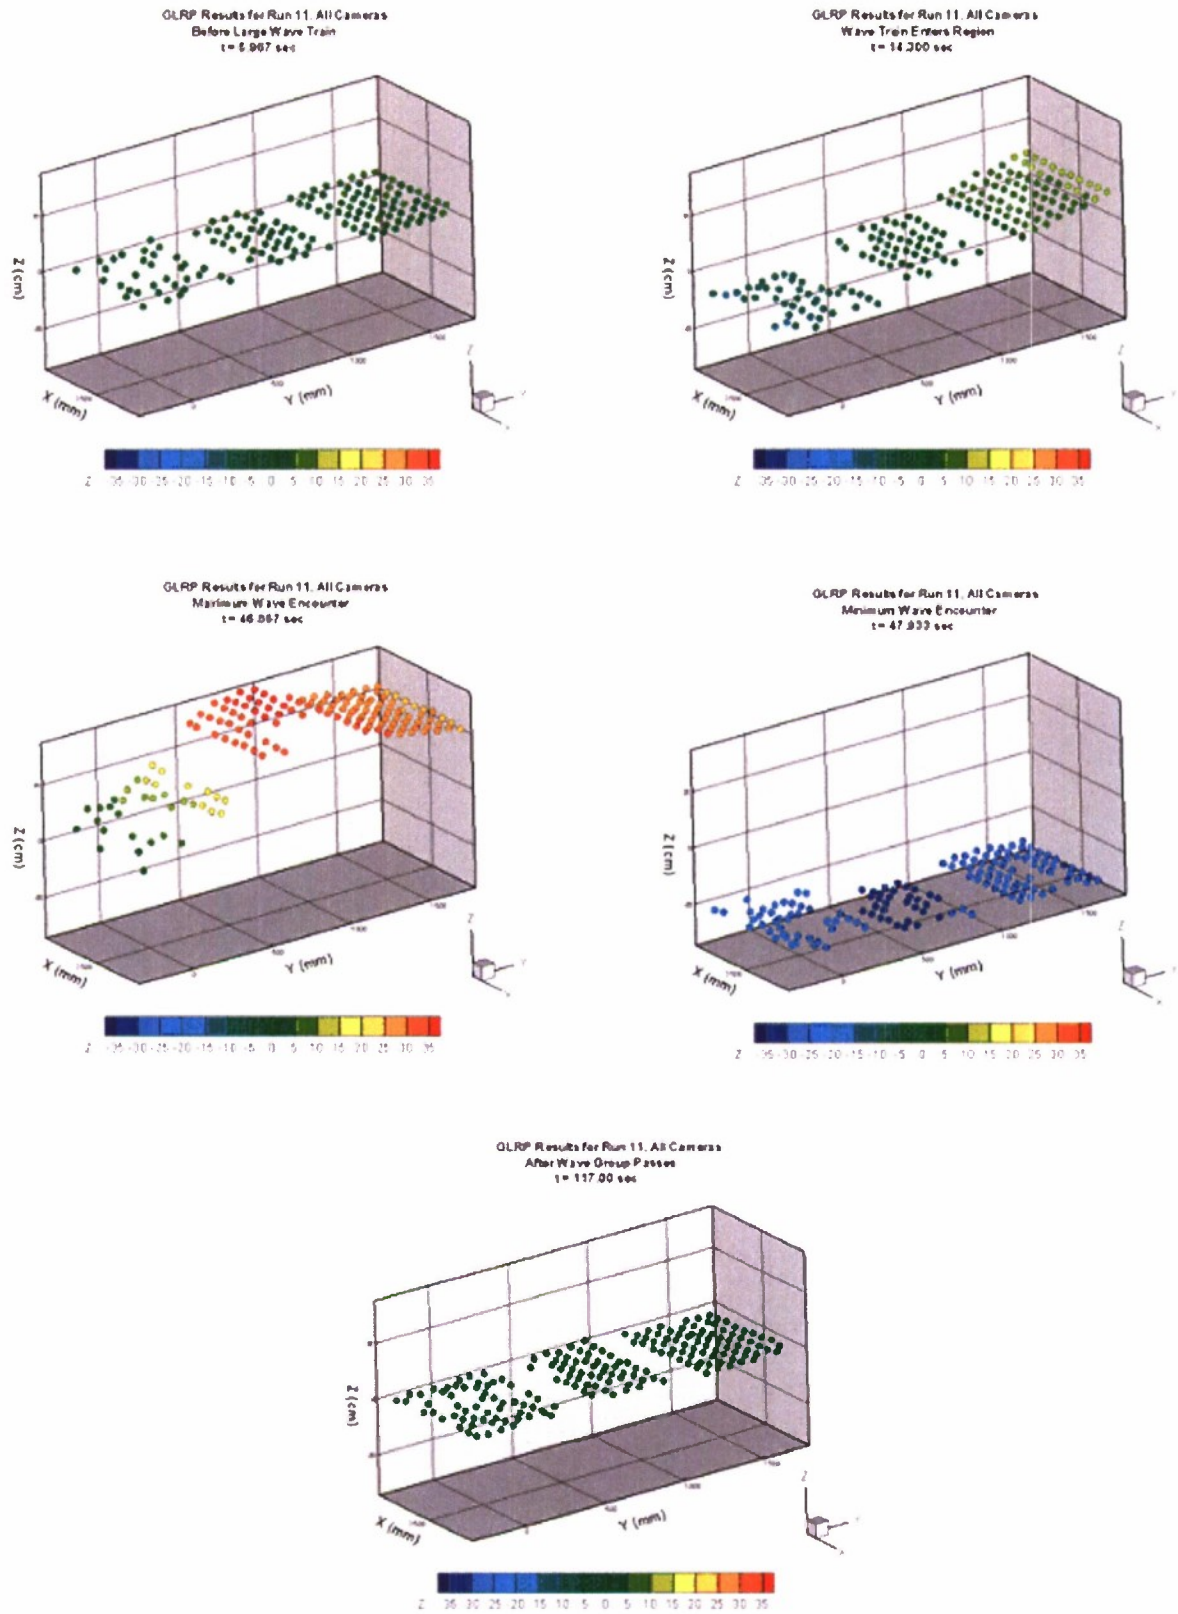 GLRP Results for Run 11, All Cameras
Before Large Wave Train
Z (cm)
X (mm)
Y (mm)
Z
Z -35 -30 -25 -20 -15 -10 -5 0 5 10 15 20 25 30 35
GLRP Results for Run 11, All Cameras
Wave Train Enters Region
t = 14.200 sec
Z (cm)
X (mm)
Y (mm)
Z
Z -35 -30 -25 -20 -15 -10 -5 0 5 10 15 20 25 30 35
GLRP Results for Run 11, All Cameras
Maximum Wave Encounter
Z (cm)
X (mm)
Y (mm)
Z
Z -35 -30 -25 -20 -15 -10 -5 0 5 10 15 20 25 30 35
GLRP Results for Run 11, All Cameras
Minimum Wave Encounter
t = 47.933 sec
Z (cm)
X (mm)
Y (mm)
Z
Z -35 -30 -25 -20 -15 -10 -5 0 5 10 15 20 25 30 35
GLRP Results for Run 11, All Cameras
After Wave Group Passes
t = 117.00 sec
Z (cm)
X (mm)
Y (mm)
Z
Z 35 30 25 20 15 10 5 0 5 10 15 20 25 30 35